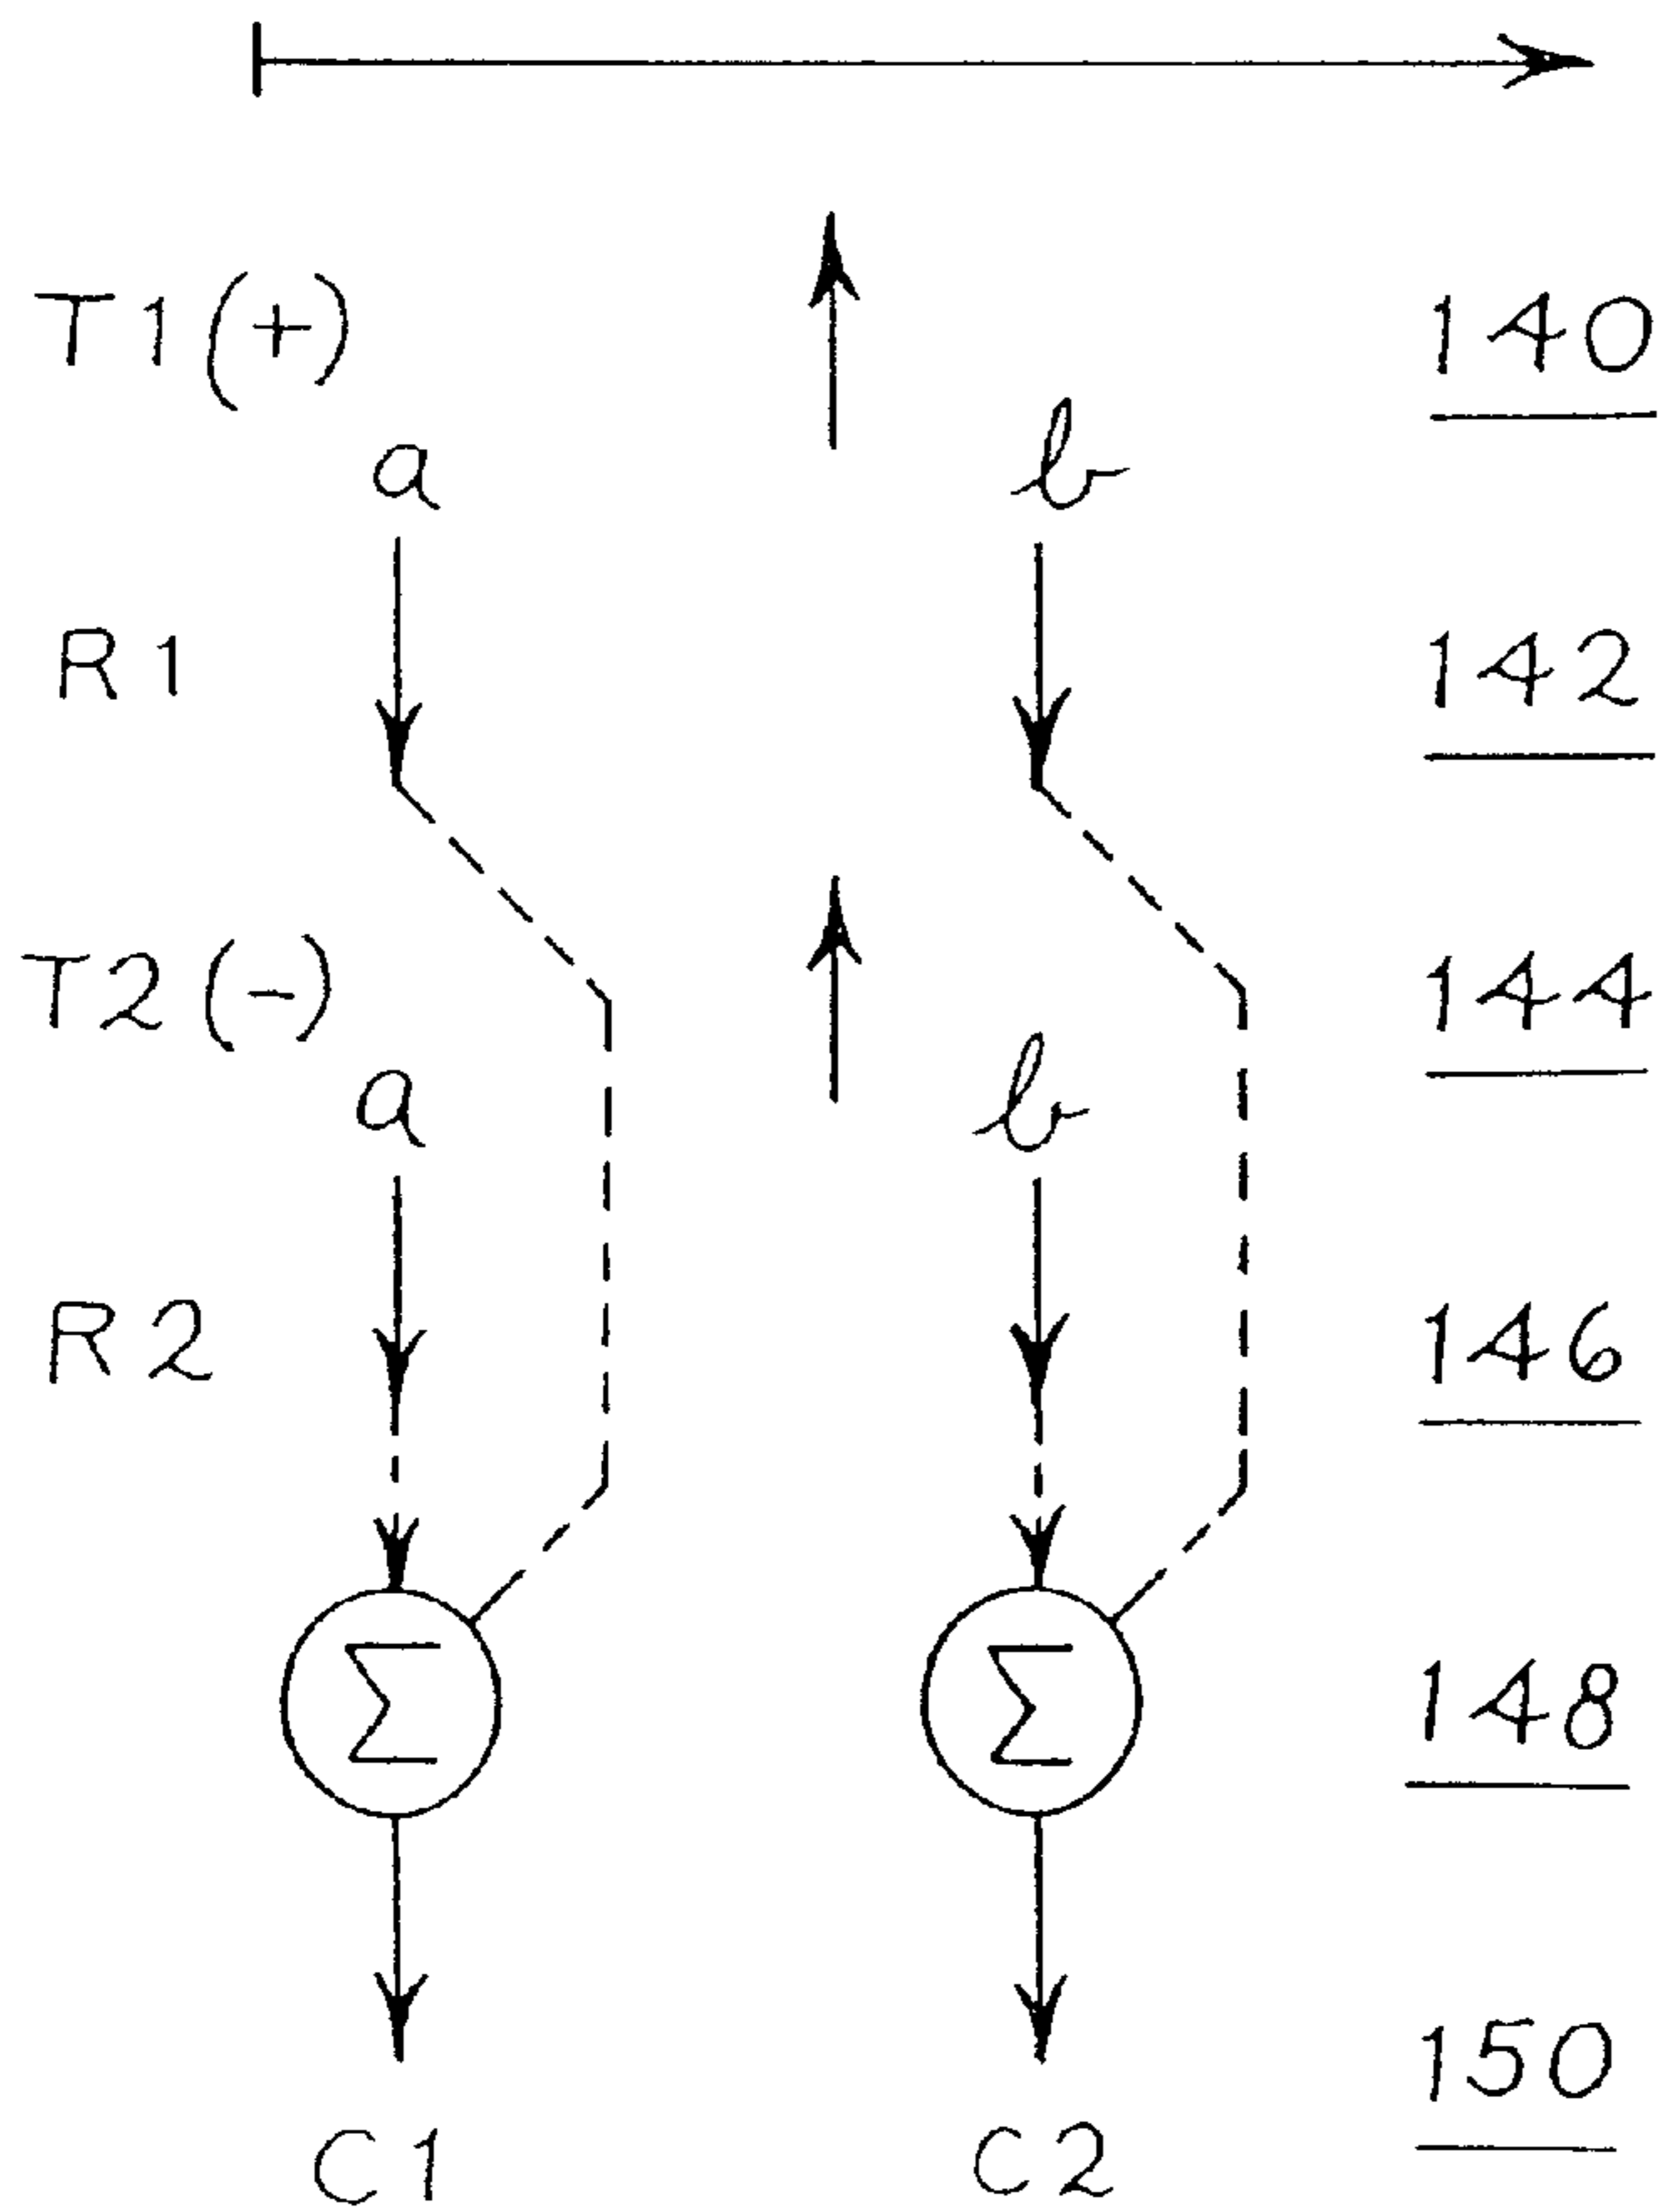 T1(+) 140
a b
R1 142
T2(-) 144
a b
R2 146
Σ Σ 148
150
C1 C2